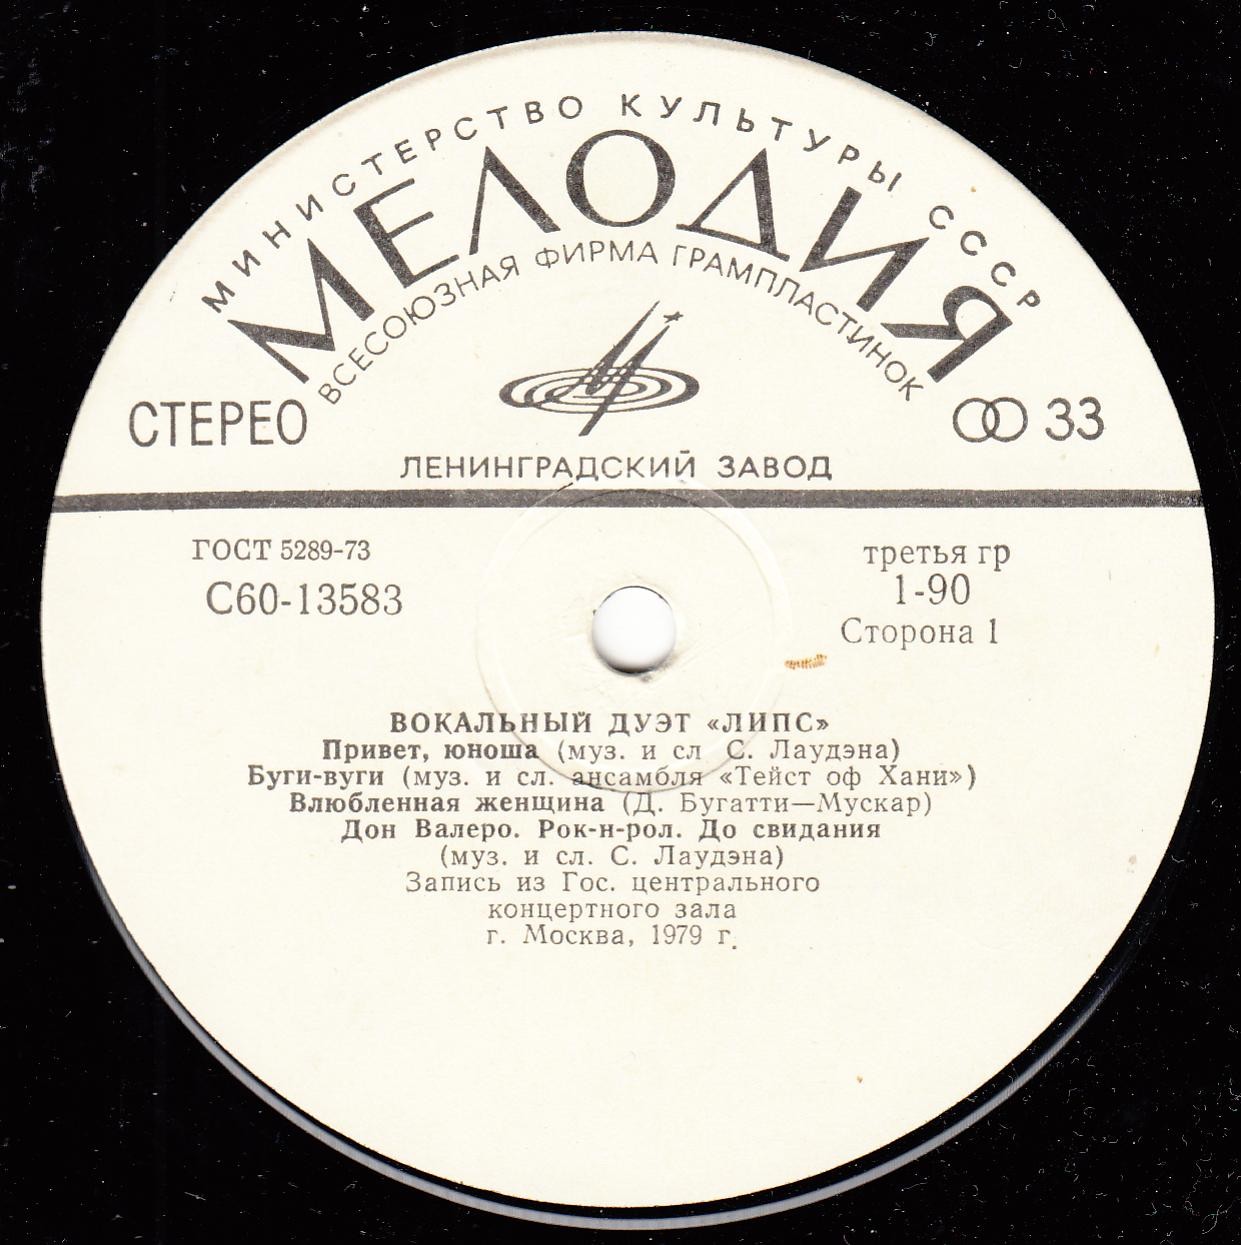 МИНИСТЕРСТВО КУЛЬТУРЫ СССР
МЕЛОДИЯ
ВСЕСОЮЗНАЯ ФИРМА ГРАМПЛАСТИНОК
СТЕРЕО
33
ЛЕНИНГРАДСКИЙ ЗАВОД
ГОСТ 5289-73
С60-13583
третья гр
1-90
Сторона 1
ВОКАЛЬНЫЙ ДУЭТ «ЛИПС»
Привет, юноша (муз. и сл С. Лаудэна)
Буги-вуги (муз. и сл. ансамбля «Тейст оф Хани»)
Влюбленная женщина (Д. Бугатти—Мускар)
Дон Валеро. Рок-н-рол. До свидания
(муз. и сл. С. Лаудэна)
Запись из Гос. центрального
концертного зала
г. Москва, 1979 г.